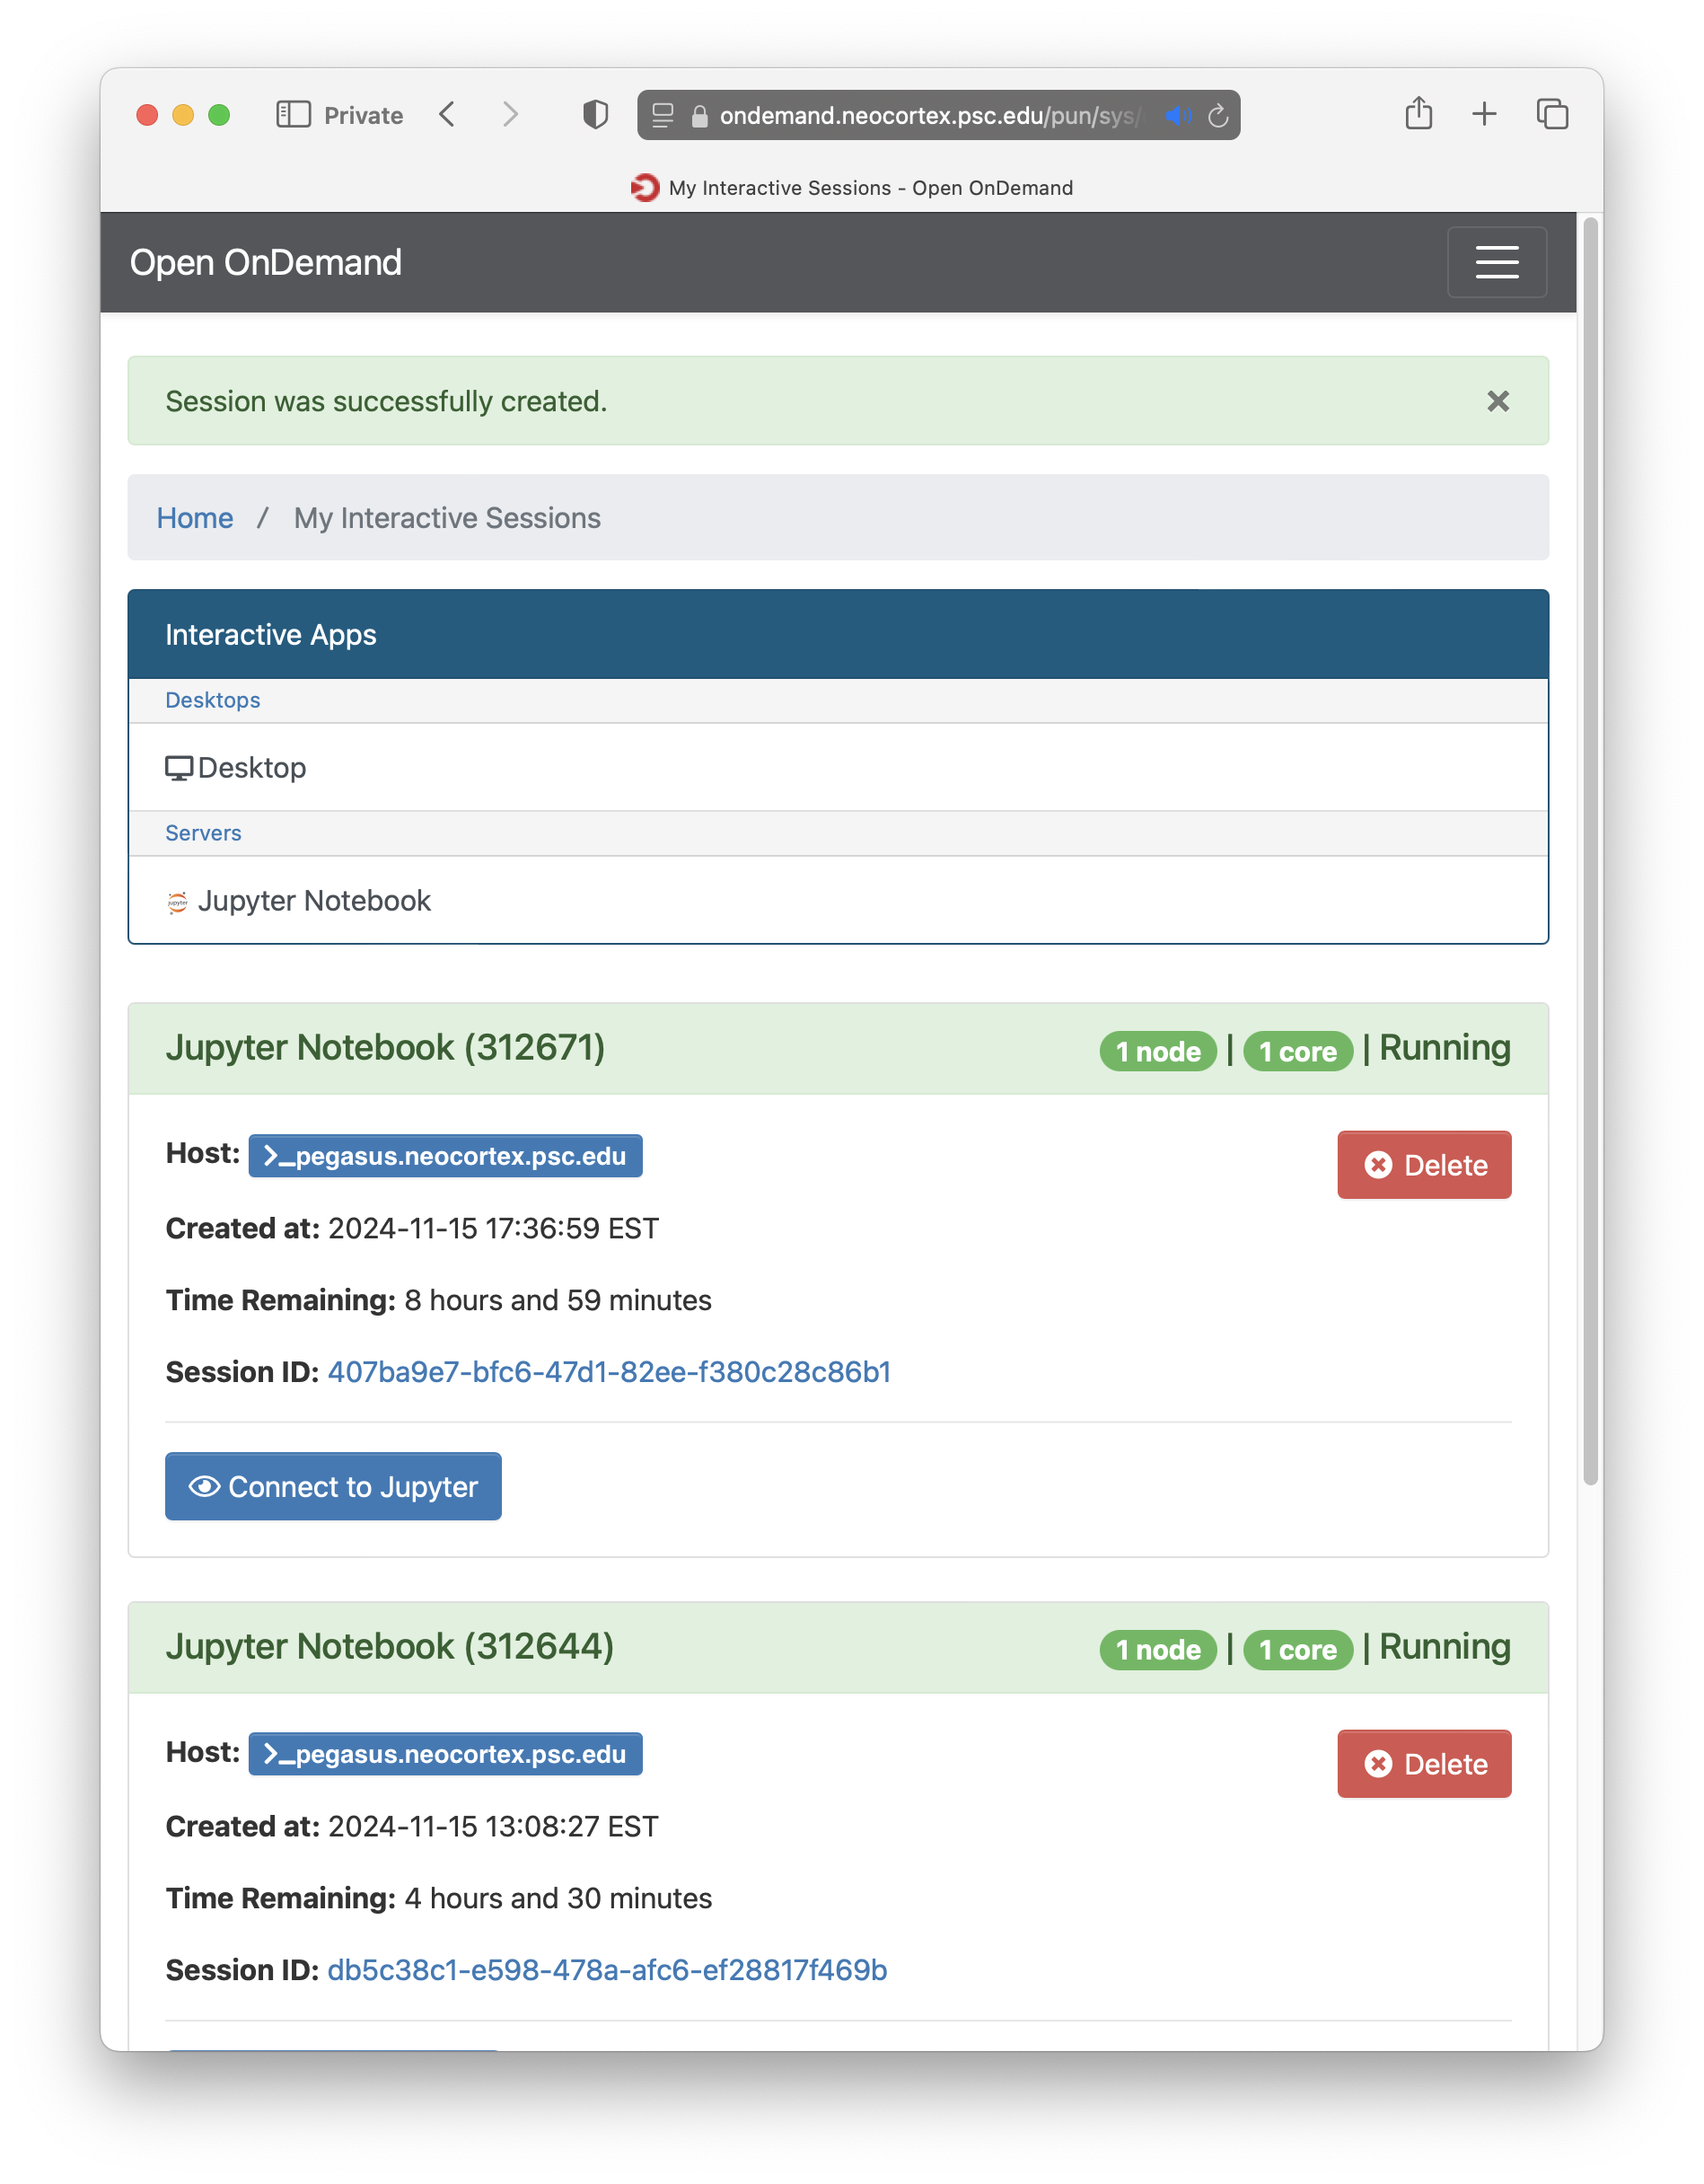 Private
ondemand.neocortex.psc.edu/pun/sys/
My Interactive Sessions - Open OnDemand
Open OnDemand
Session was successfully created.
Home / My Interactive Sessions
Interactive Apps
Desktops
Desktop
Servers
jupyter Jupyter Notebook
Jupyter Notebook (312671) 1 node | 1 core | Running
Host: >_pegasus.neocortex.psc.edu Delete
Created at: 2024-11-15 17:36:59 EST
Time Remaining: 8 hours and 59 minutes
Session ID: 407ba9e7-bfc6-47d1-82ee-f380c28c86b1
Connect to Jupyter
Jupyter Notebook (312644) 1 node | 1 core | Running
Host: >_pegasus.neocortex.psc.edu Delete
Created at: 2024-11-15 13:08:27 EST
Time Remaining: 4 hours and 30 minutes
Session ID: db5c38c1-e598-478a-afc6-ef28817f469b